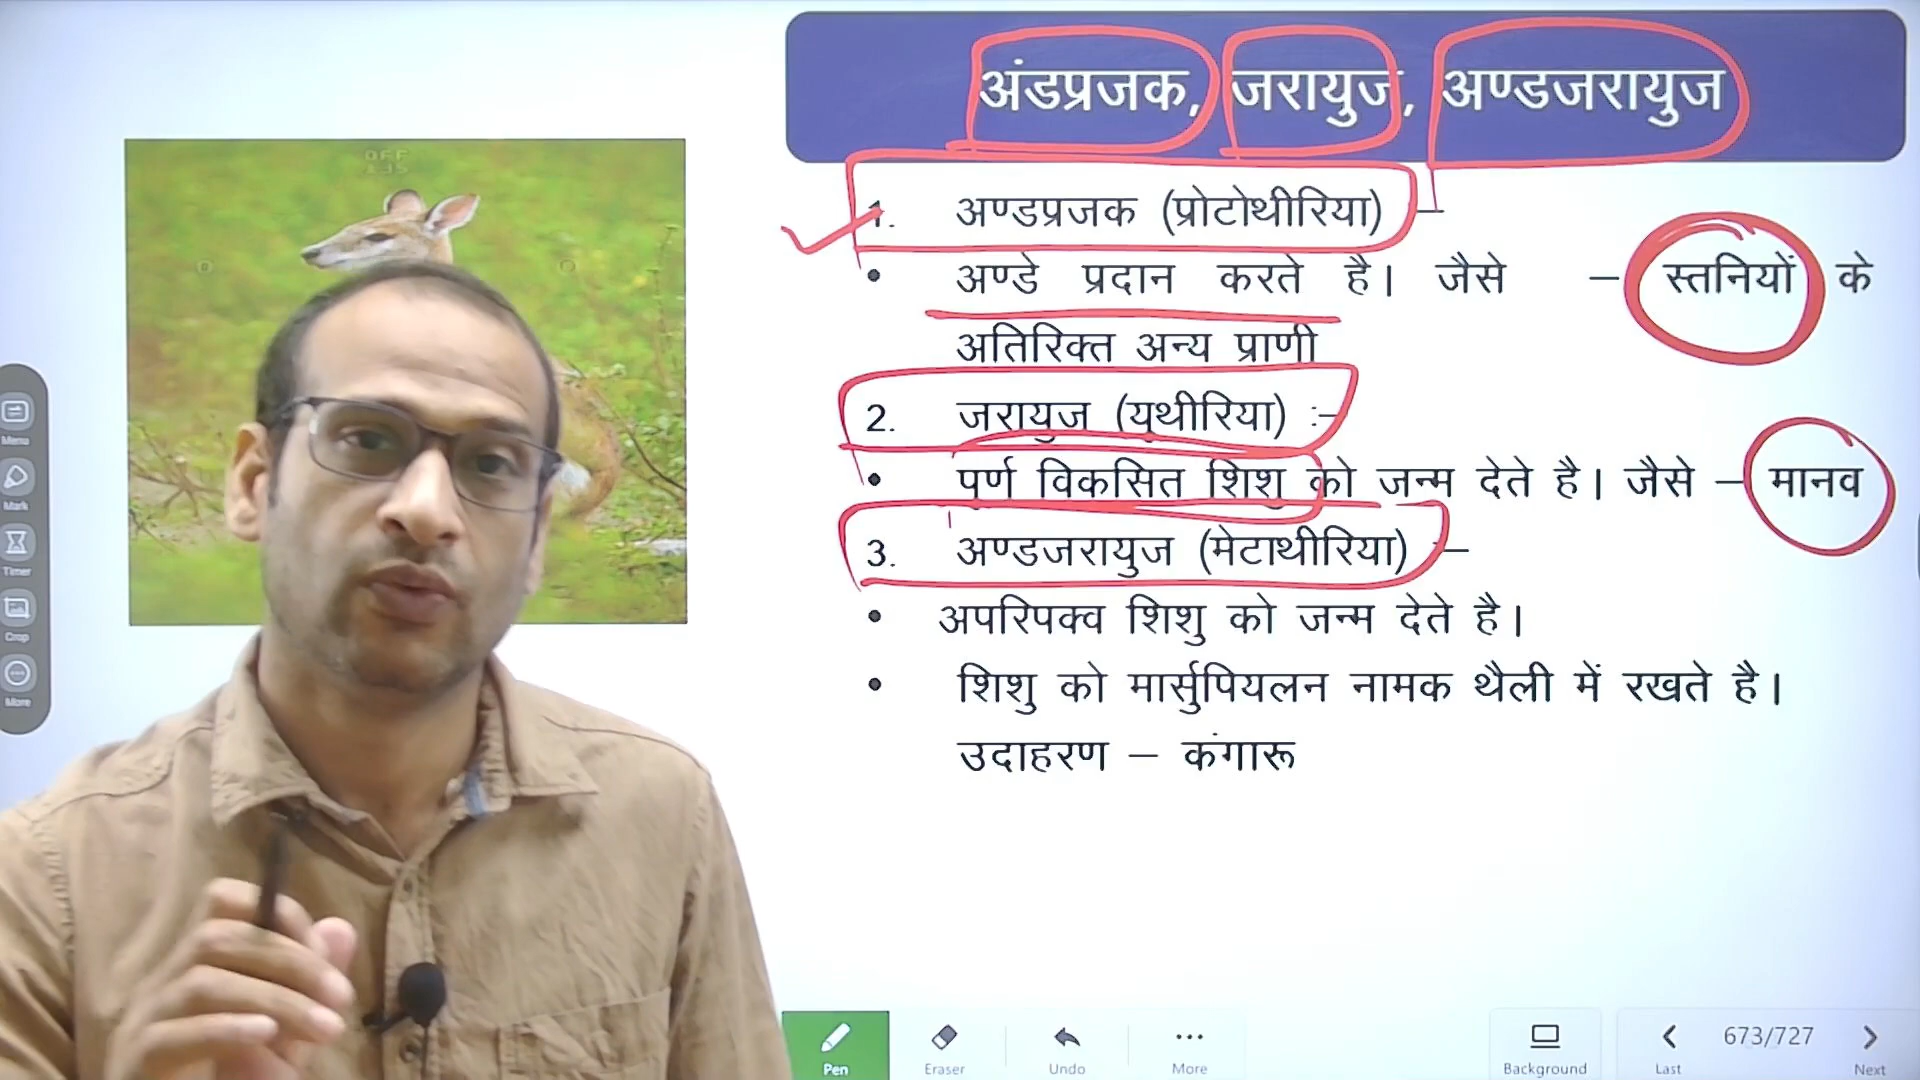 अंडप्रजक, जरायुज, अण्डजरायुज
1. अण्डप्रजक (प्रोटोथीरिया) –
• अण्डे प्रदान करते है। जैसे – स्तनियों के
अतिरिक्त अन्य प्राणी
2. जरायुज (यूथीरिया) :–
• पूर्ण विकसित शिशु को जन्म देते है। जैसे – मानव
3. अण्डजरायुज (मेटाथीरिया) :–
• अपरिपक्व शिशु को जन्म देते है।
• शिशु को मार्सुपियलन नामक थैली में रखते है।
उदाहरण – कंगारू
OFF
Menu
Mark
Timer
Crop
More
Pen
Eraser
Undo
More
Background
Last
673/727
Next